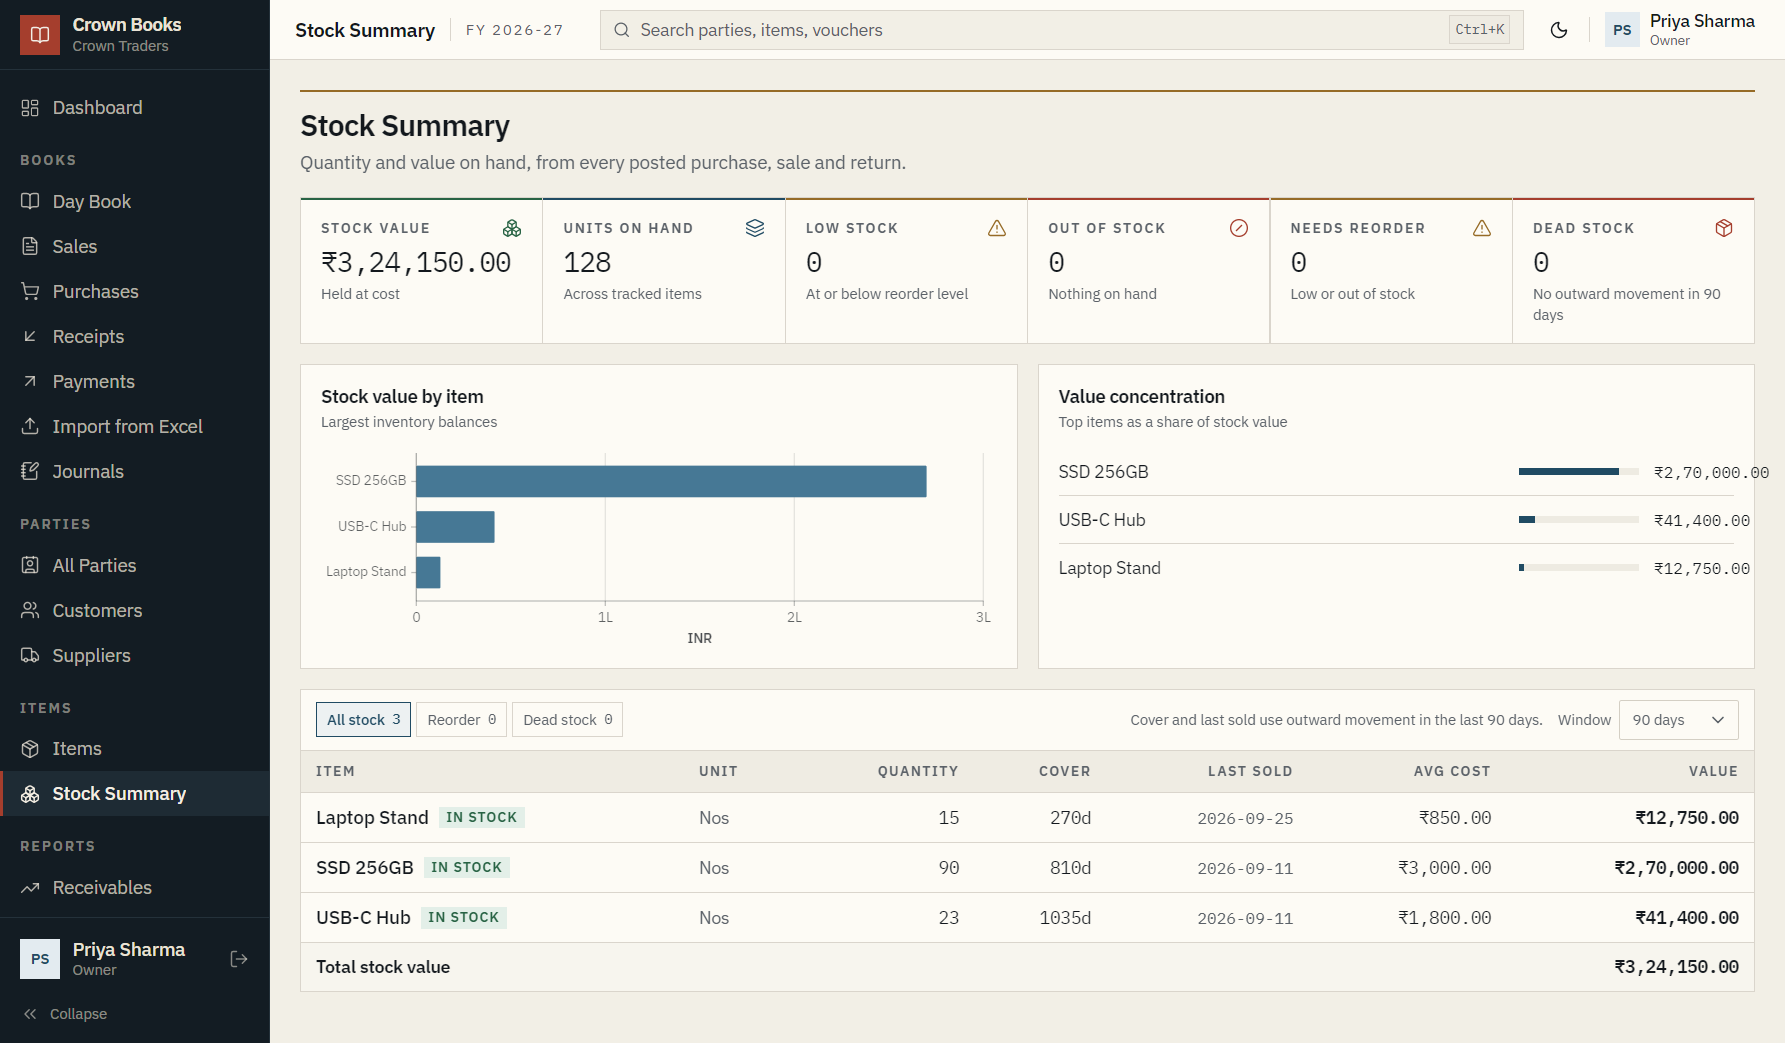 Crown Books
Crown Traders
Dashboard
BOOKS
Day Book
Sales
Purchases
Receipts
Payments
Import from Excel
Journals
PARTIES
All Parties
Customers
Suppliers
ITEMS
Items
Stock Summary
REPORTS
Receivables
PS Priya Sharma
Owner
Collapse
Stock Summary FY 2026-27 Search parties, items, vouchers Ctrl+K PS Priya Sharma
Owner
Stock Summary
Quantity and value on hand, from every posted purchase, sale and return.
STOCK VALUE
₹3,24,150.00
Held at cost
UNITS ON HAND
128
Across tracked items
LOW STOCK
0
At or below reorder level
OUT OF STOCK
0
Nothing on hand
NEEDS REORDER
0
Low or out of stock
DEAD STOCK
0
No outward movement in 90
days
Stock value by item
Largest inventory balances
SSD 256GB
USB-C Hub
Laptop Stand
0 1L 2L 3L
INR
Value concentration
Top items as a share of stock value
SSD 256GB ₹2,70,000.00
USB-C Hub ₹41,400.00
Laptop Stand ₹12,750.00
All stock 3 Reorder 0 Dead stock 0 Cover and last sold use outward movement in the last 90 days. Window 90 days
ITEM UNIT QUANTITY COVER LAST SOLD AVG COST VALUE
Laptop Stand IN STOCK Nos 15 270d 2026-09-25 ₹850.00 ₹12,750.00
SSD 256GB IN STOCK Nos 90 810d 2026-09-11 ₹3,000.00 ₹2,70,000.00
USB-C Hub IN STOCK Nos 23 1035d 2026-09-11 ₹1,800.00 ₹41,400.00
Total stock value ₹3,24,150.00